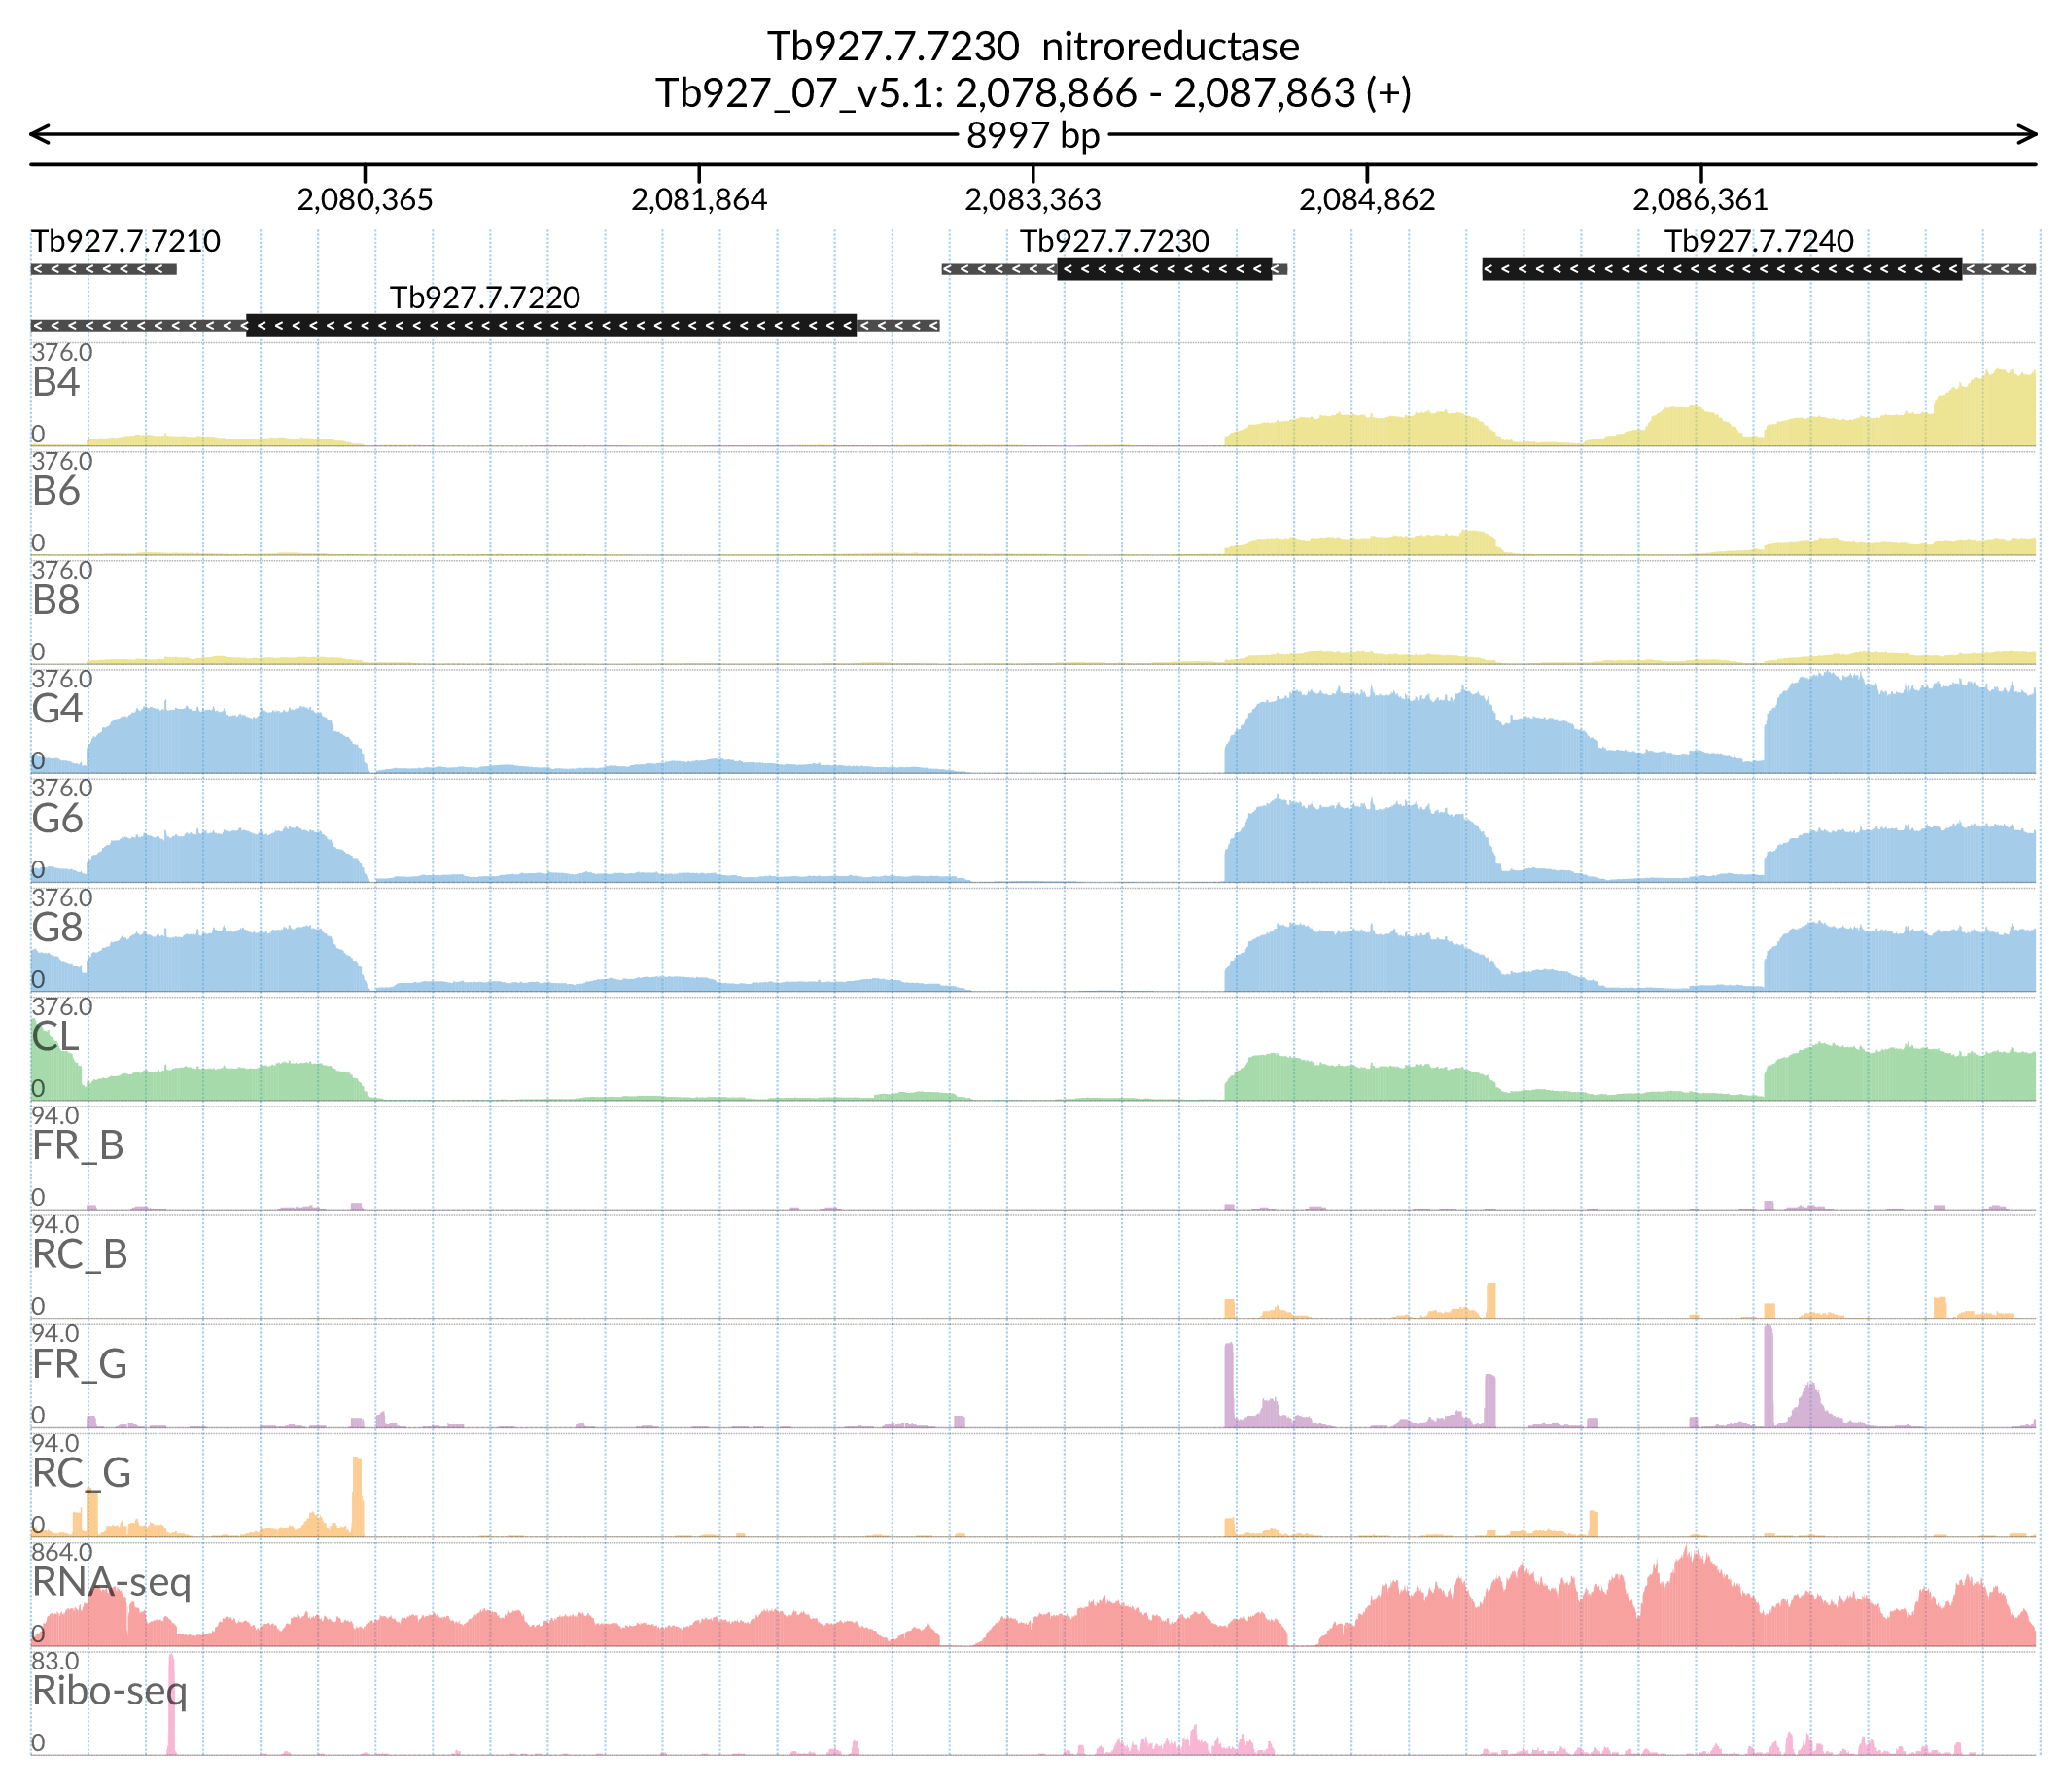 Tb927.7.7230 nitroreductase
Tb927_07_v5.1: 2,078,866 - 2,087,863 (+)
8997 bp
2,080,365 2,081,864 2,083,363 2,084,862 2,086,361
Tb927.7.7210 Tb927.7.7230 Tb927.7.7240
Tb927.7.7220
376.0
B4
0
376.0
B6
0
376.0
B8
0
376.0
G4
0
376.0
G6
0
376.0
G8
0
376.0
CL
0
94.0
FR_B
0
94.0
RC_B
0
94.0
FR_G
0
94.0
RC_G
0
864.0
RNA-seq
0
83.0
Ribo-seq
0